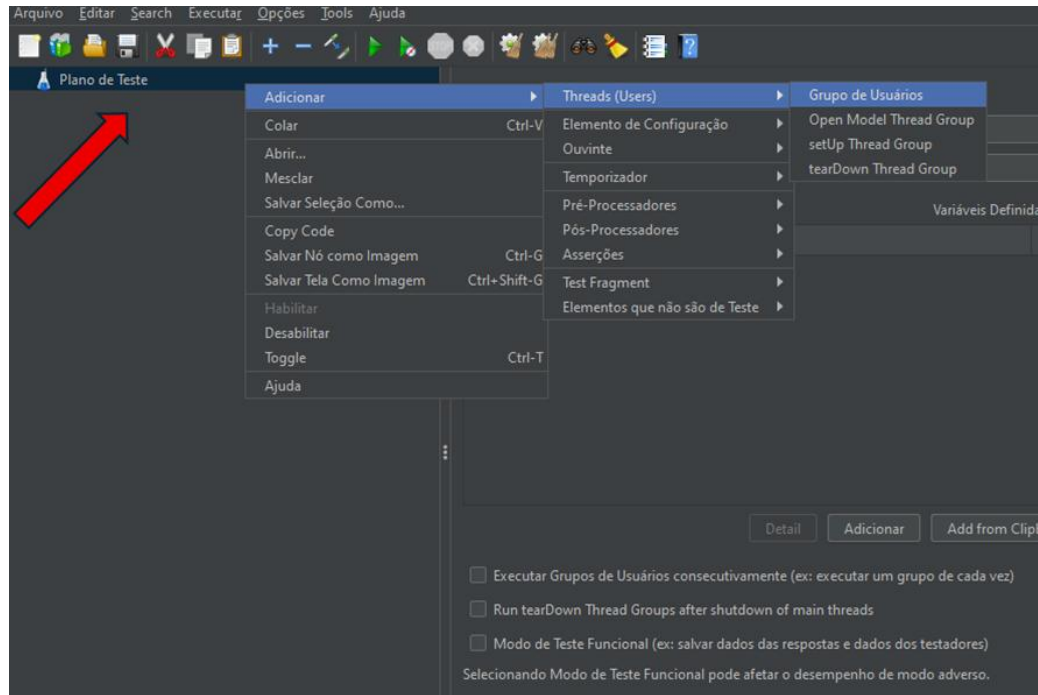 Arquivo Editar Search Executar Opções Tools Ajuda
Plano de Teste
Adicionar
Colar Ctrl-V
Abrir...
Mesclar
Salvar Seleção Como...
Copy Code
Salvar Nó como Imagem Ctrl-G
Salvar Tela Como Imagem Ctrl+Shift-G
Habilitar
Desabilitar
Toggle Ctrl-T
Ajuda
Threads (Users)
Elemento de Configuração
Ouvinte
Temporizador
Pré-Processadores
Pós-Processadores
Asserções
Test Fragment
Elementos que não são de Teste
Grupo de Usuários
Open Model Thread Group
setUp Thread Group
tearDown Thread Group
Variáveis Definida
Detail Adicionar Add from Clip
Executar Grupos de Usuários consecutivamente (ex: executar um grupo de cada vez)
Run tearDown Thread Groups after shutdown of main threads
Modo de Teste Funcional (ex: salvar dados das respostas e dados dos testadores)
Selecionando Modo de Teste Funcional pode afetar o desempenho de modo adverso.